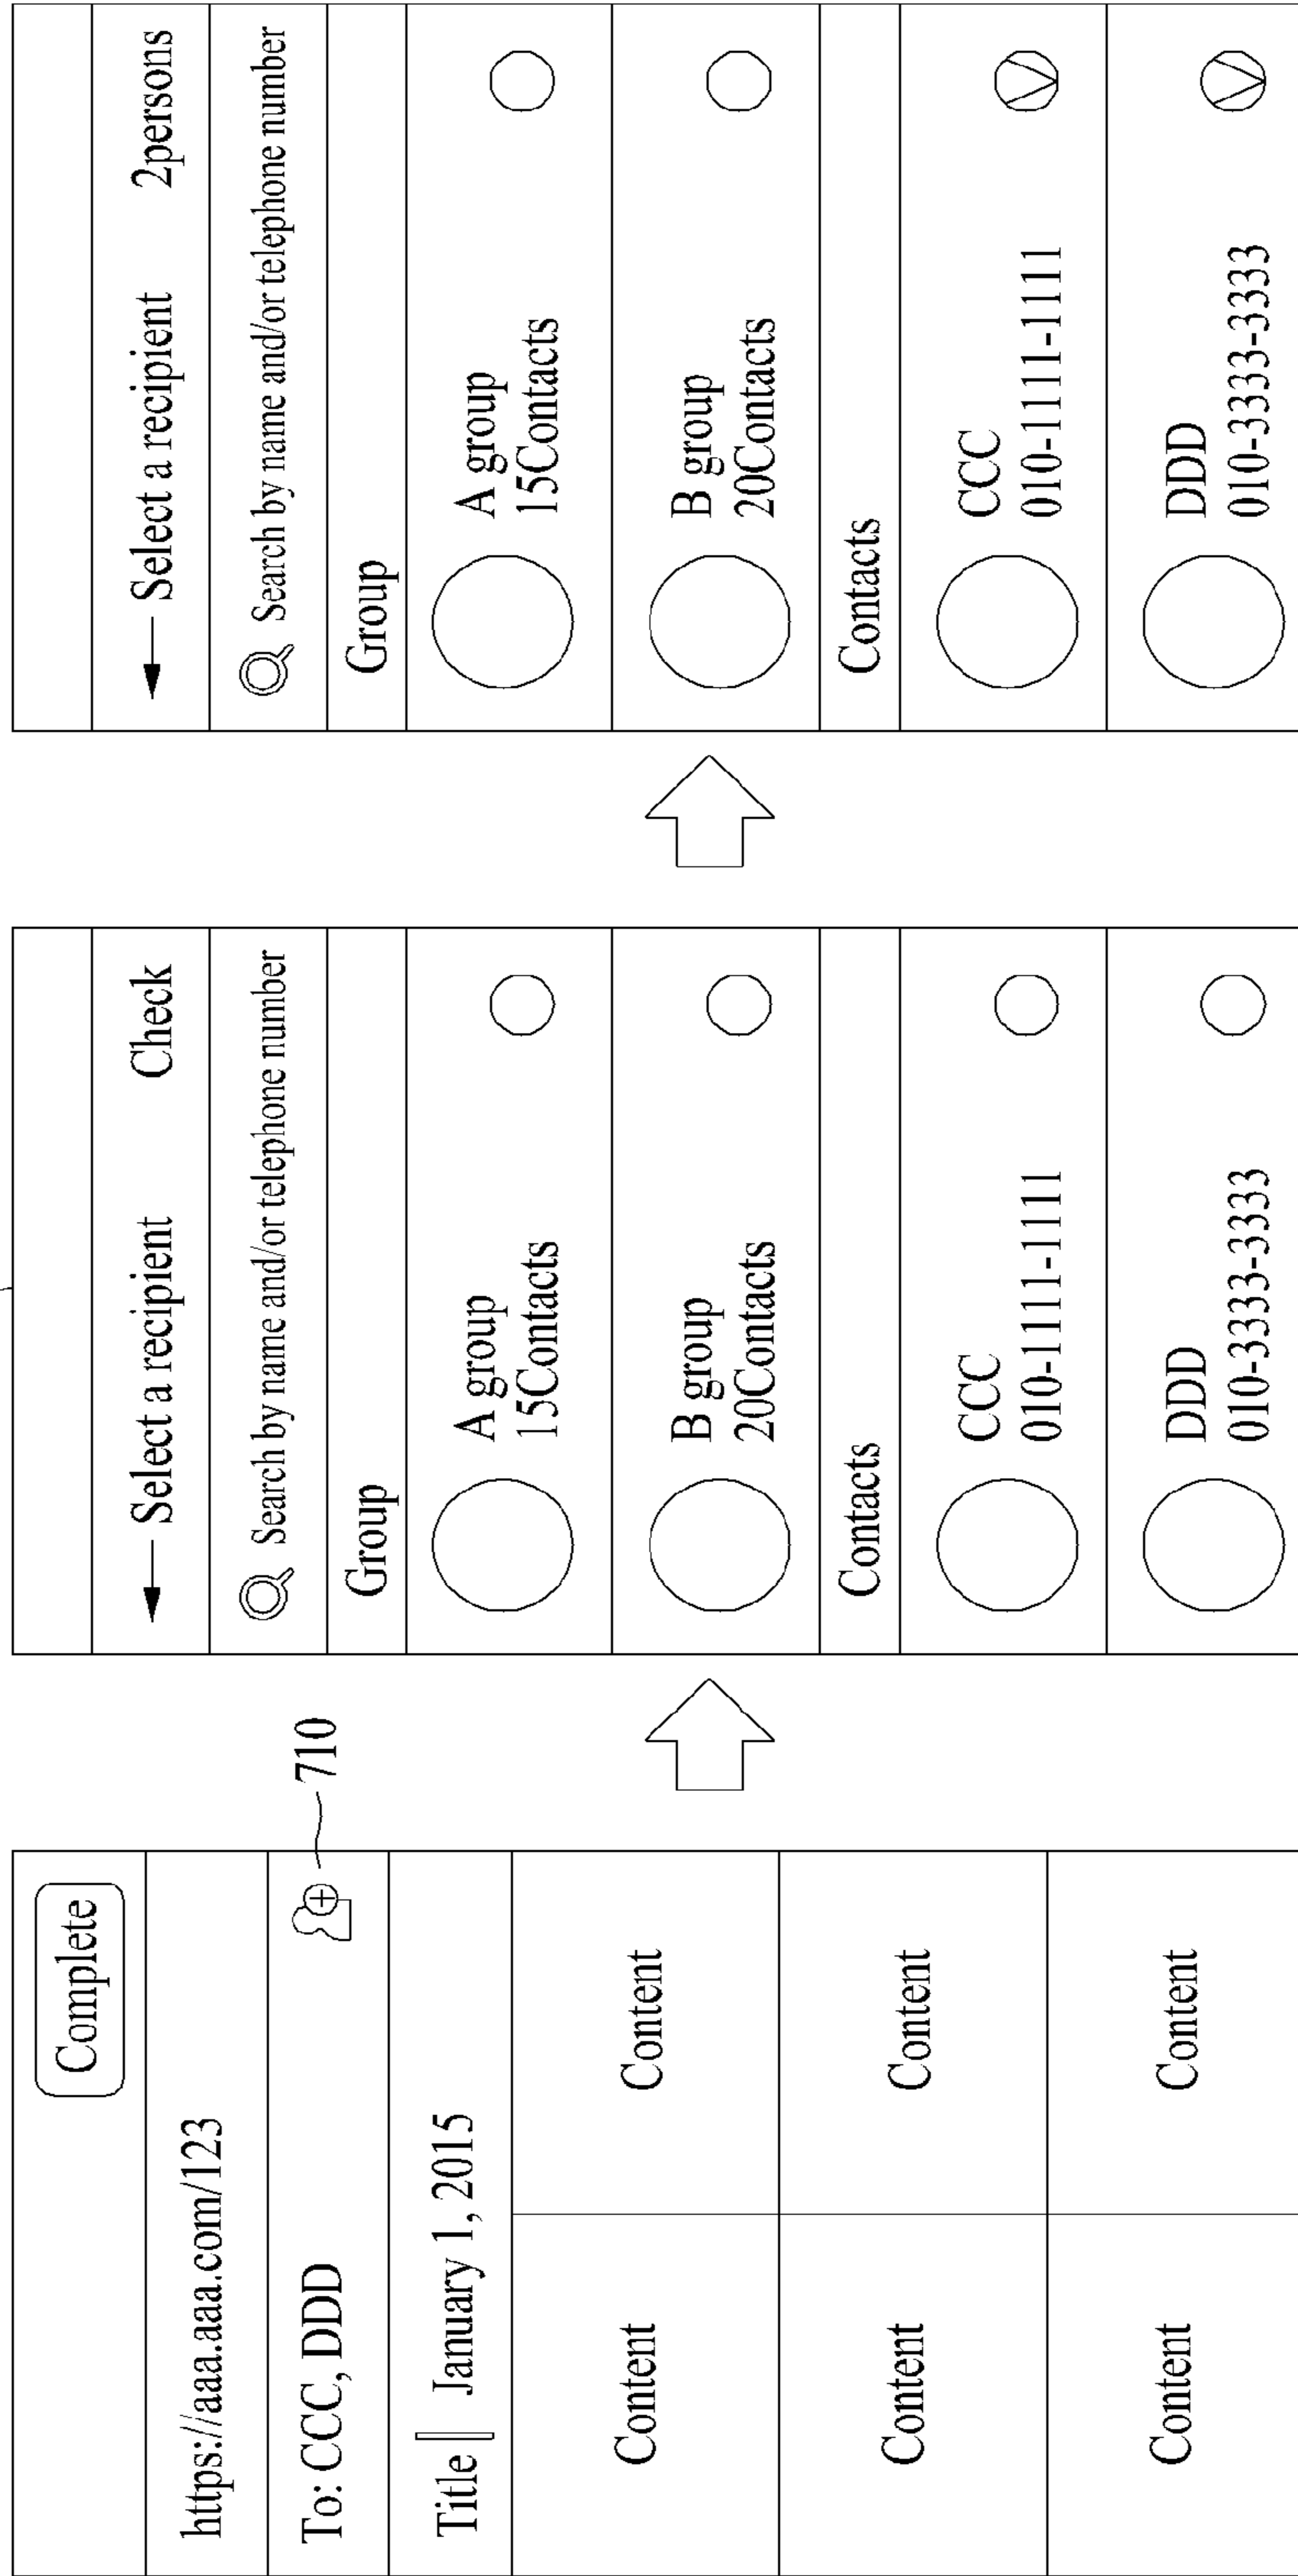 Complete
https://aaa.aaa.com/123
To: CCC, DDD
710
Title January 1, 2015
Content Content
Content Content
Content Content
Select a recipient Check
Search by name and/or telephone number
Group
A group
15Contacts
B group
20Contacts
Contacts
CCC
010-1111-1111
DDD
010-3333-3333
Select a recipient 2persons
Search by name and/or telephone number
Group
A group
15Contacts
B group
20Contacts
Contacts
CCC
010-1111-1111
DDD
010-3333-3333